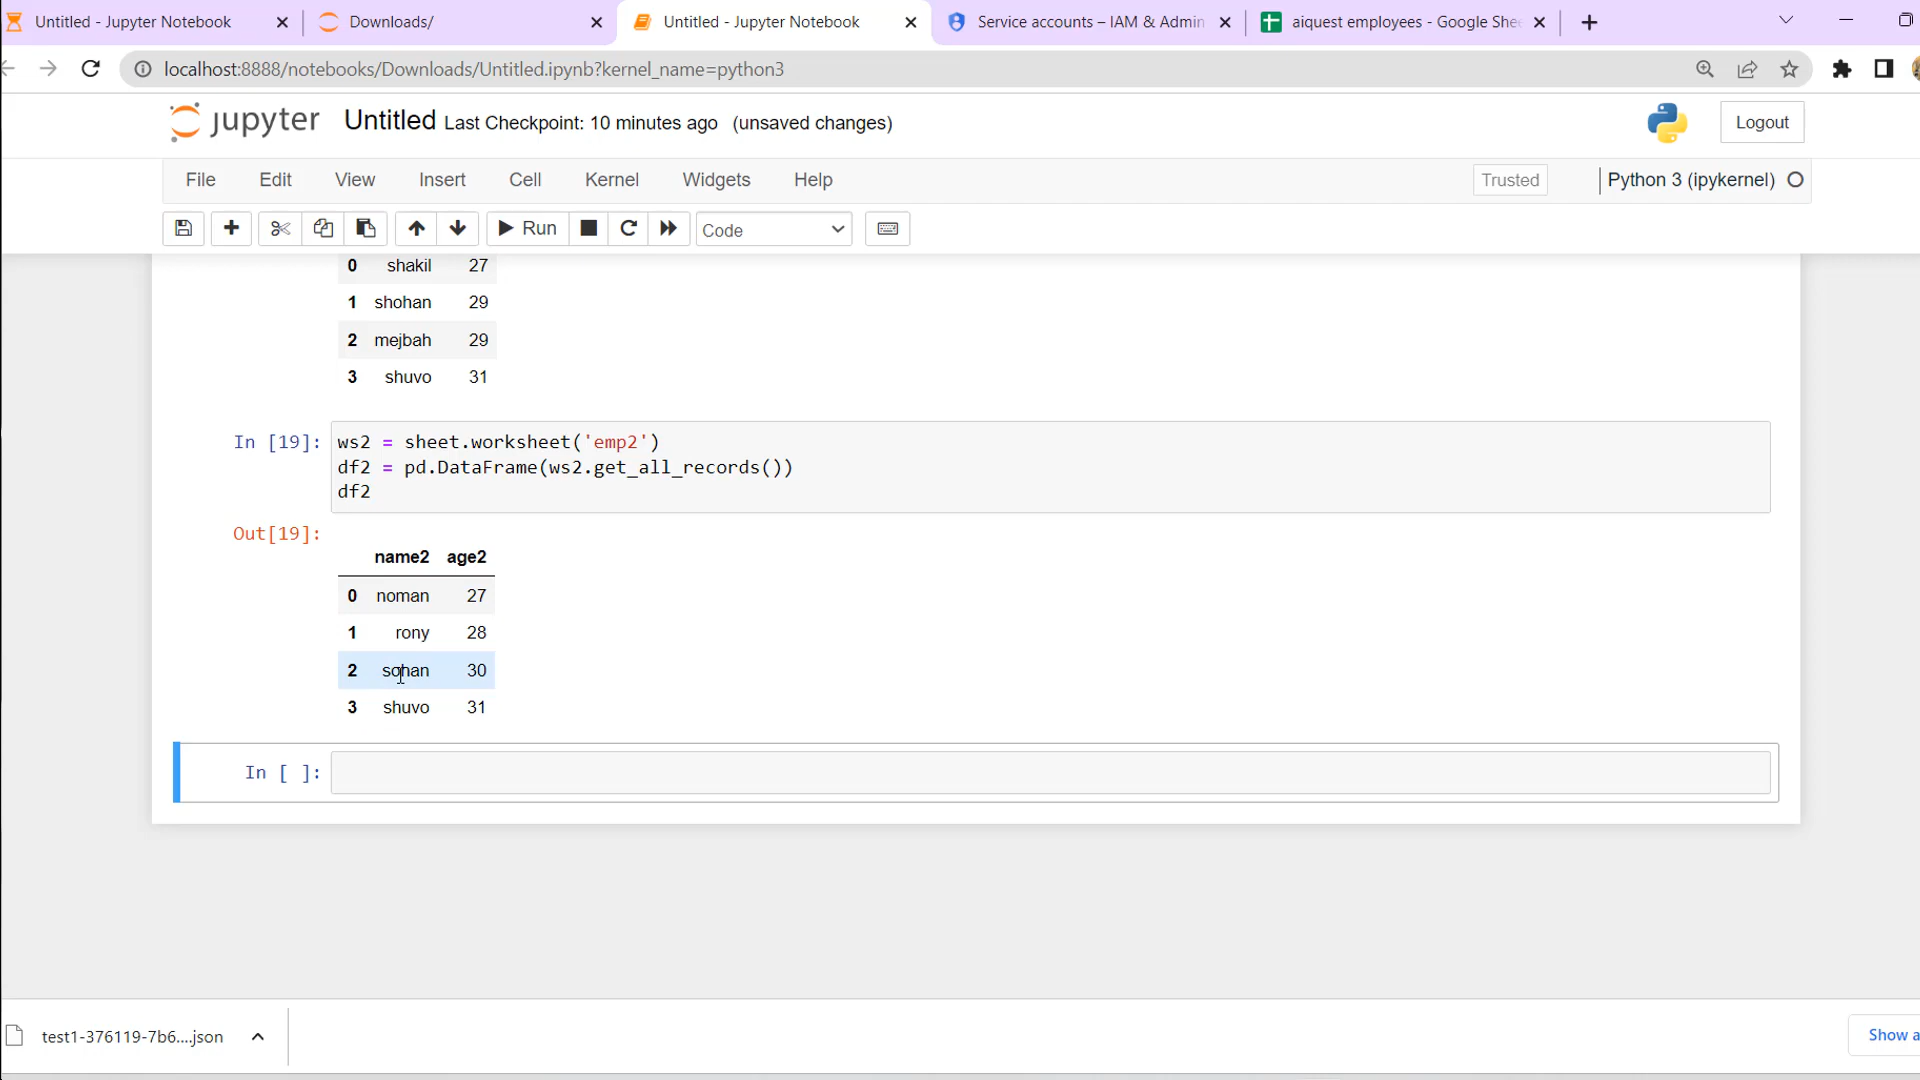 Untitled - Jupyter Notebook
Downloads/
Untitled - Jupyter Notebook
Service accounts – IAM & Admin
aiquest employees - Google She
localhost:8888/notebooks/Downloads/Untitled.ipynb?kernel_name=python3
jupyter Untitled Last Checkpoint: 10 minutes ago (unsaved changes)
Logout
File Edit View Insert Cell Kernel Widgets Help
Trusted
Python 3 (ipykernel)
Run
Code
0 shakil 27
1 shohan 29
2 mejbah 29
3 shuvo 31
In [19]: ws2 = sheet.worksheet('emp2')
df2 = pd.DataFrame(ws2.get_all_records())
df2
Out[19]:
name2 age2
0 noman 27
1 rony 28
2 sohan 30
3 shuvo 31
In [ ]:
test1-376119-7b6....json
Show a